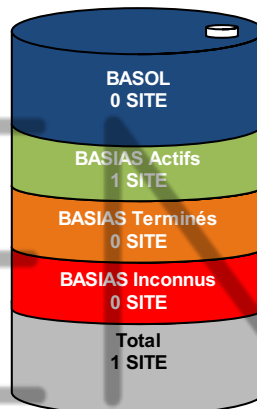 BASOL
0 SITE
BASIAS Actifs
1 SITE
BASIAS Terminés
0 SITE
BASIAS Inconnus
0 SITE
Total
1 SITE